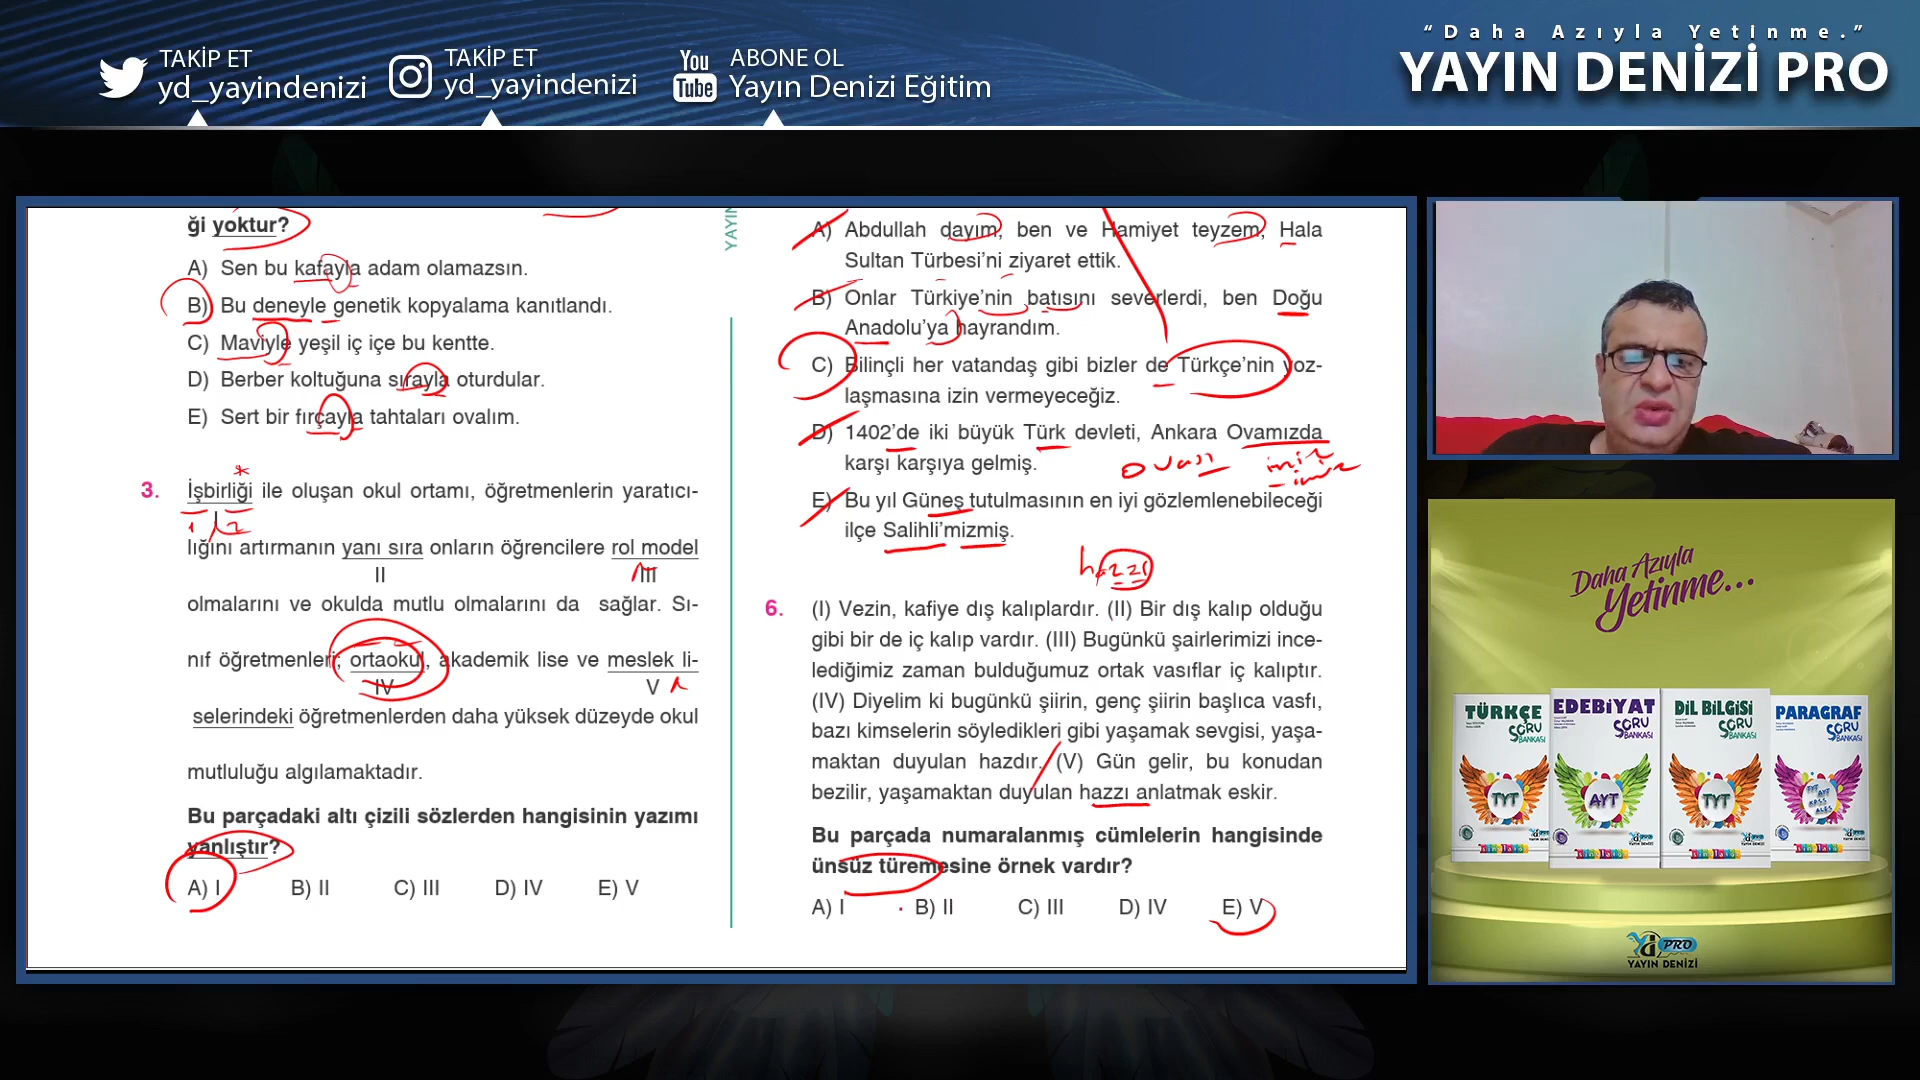 TAKİP ET
yd_yayindenizi
TAKİP ET
yd_yayindenizi
You
Tube
ABONE OL
Yayın Denizi Eğitim
“Daha Azıyla Yetinme.”
YAYIN DENİZİ PRO
ği yoktur?
A) Sen bu kafayla adam olamazsın.
B) Bu deneyle genetik kopyalama kanıtlandı.
C) Maviyle yeşil iç içe bu kentte.
D) Berber koltuğuna sırayla oturdular.
E) Sert bir fırçayla tahtaları ovalım.
3. İşbirliği ile oluşan okul ortamı, öğretmenlerin yaratıcı-
I
1 2
lığını artırmanın yanı sıra onların öğrencilere rol model
II III
olmalarını ve okulda mutlu olmalarını da sağlar. Sı-
nıf öğretmenleri; ortaokul, akademik lise ve meslek li-
IV V
selerindeki öğretmenlerden daha yüksek düzeyde okul
mutluluğu algılamaktadır.
Bu parçadaki altı çizili sözlerden hangisinin yazımı
yanlıştır?
A) I B) II C) III D) IV E) V
YAYIN
A) Abdullah dayım, ben ve Hamiyet teyzem, Hala
Sultan Türbesi’ni ziyaret ettik.
B) Onlar Türkiye’nin batısını severlerdi, ben Doğu
Anadolu’ya hayrandım.
C) Bilinçli her vatandaş gibi bizler de Türkçe’nin yoz-
laşmasına izin vermeyeceğiz.
D) 1402’de iki büyük Türk devleti, Ankara Ovamızda
karşı karşıya gelmiş.
ovası
E) Bu yıl Güneş tutulmasının en iyi gözlemlenebileceği
ilçe Salihli’mizmiş.
hazzı
6. (I) Vezin, kafiye dış kalıplardır. (II) Bir dış kalıp olduğu
gibi bir de iç kalıp vardır. (III) Bugünkü şairlerimizi ince-
lediğimiz zaman bulduğumuz ortak vasıflar iç kalıptır.
(IV) Diyelim ki bugünkü şiirin, genç şiirin başlıca vasfı,
bazı kimselerin söyledikleri gibi yaşamak sevgisi, yaşa-
maktan duyulan hazdır. (V) Gün gelir, bu konudan
bezilir, yaşamaktan duyulan hazzı anlatmak eskir.
Bu parçada numaralanmış cümlelerin hangisinde
ünsüz türemesine örnek vardır?
A) I B) II C) III D) IV E) V
Daha Azıyla
Yetinme...
TÜRKÇE
SORU
BANKASI
TYT
EDEBİYAT
SORU
BANKASI
AYT
DİL BİLGİSİ
SORU
BANKASI
TYT
PARAGRAF
SORU
BANKASI
PRO
YAYIN DENİZİ